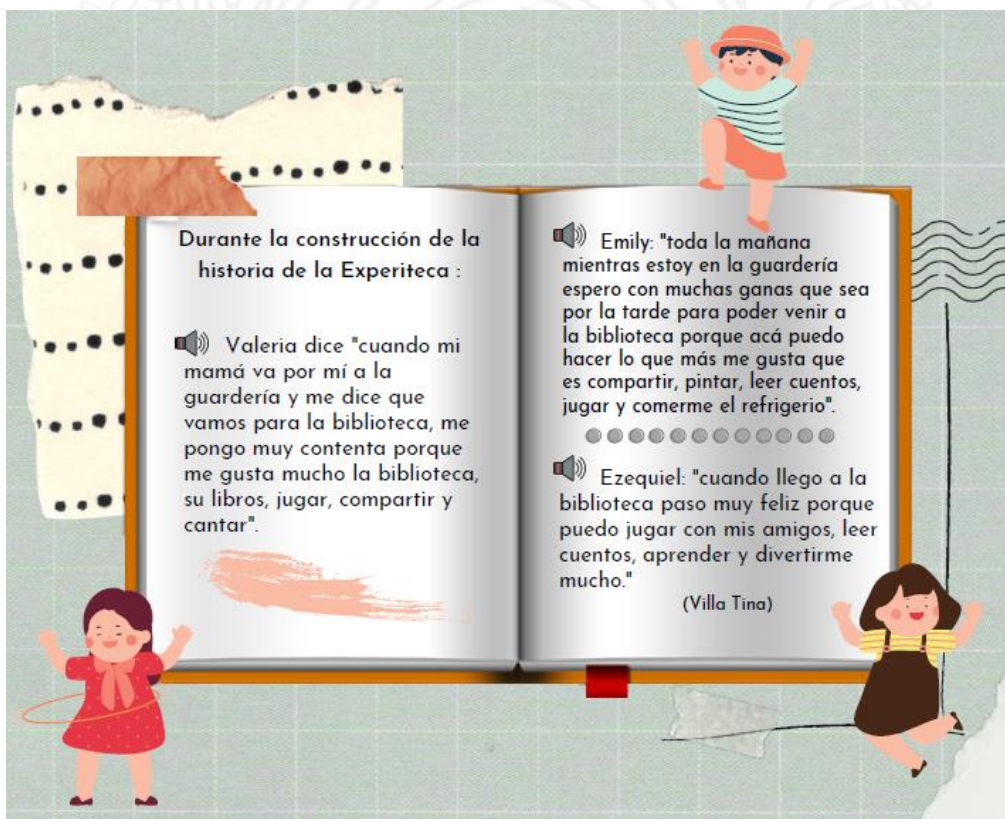 Durante la construcción de la
historia de la Experiteca :
Valeria dice "cuando mi
mamá va por mí a la
guardería y me dice que
vamos para la biblioteca, me
pongo muy contenta porque
me gusta mucho la biblioteca,
su libros, jugar, compartir y
cantar".
Emily: "toda la mañana
mientras estoy en la guardería
espero con muchas ganas que sea
por la tarde para poder venir a
la biblioteca porque acá puedo
hacer lo que más me gusta que
es compartir, pintar, leer cuentos,
jugar y comerme el refrigerio".
Ezequiel: "cuando llego a la
biblioteca paso muy feliz porque
puedo jugar con mis amigos, leer
cuentos, aprender y divertirme
mucho."
(Villa Tina)